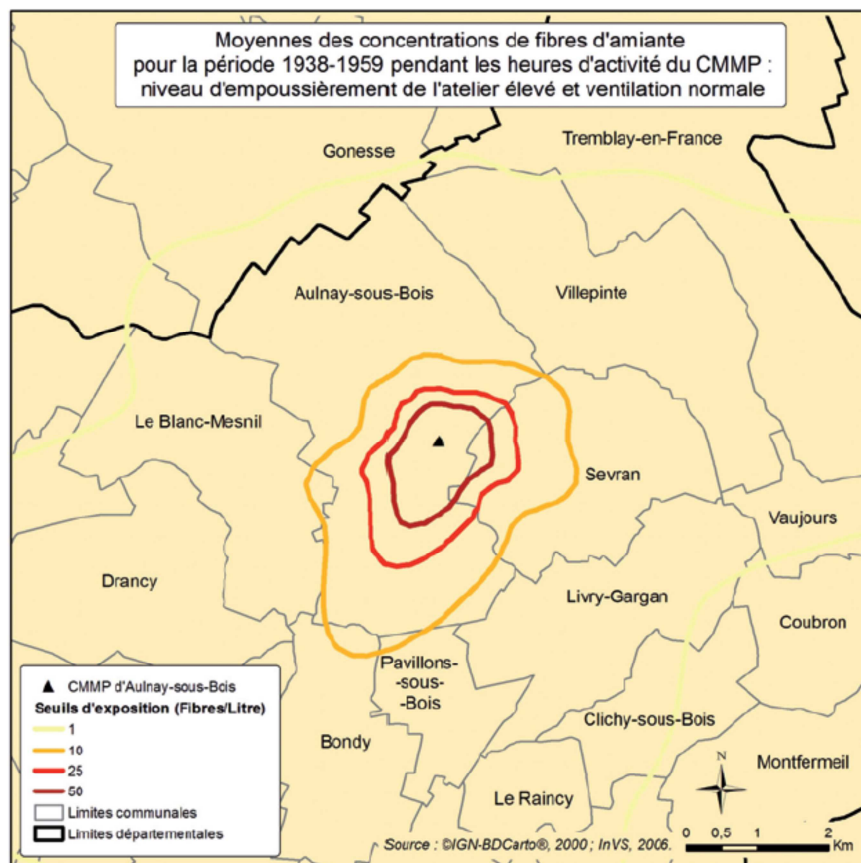 Moyennes des concentrations de fibres d'amiante
pour la période 1938-1959 pendant les heures d'activité du CMMP :
niveau d'empoussièrement de l'atelier élevé et ventilation normale
Gonesse
Tremblay-en-France
Aulnay-sous-Bois
Villepinte
Le Blanc-Mesnil
Sevran
Vaujours
Drancy
Livry-Gargan
Coubron
Pavillons-
-sous-
-Bois
Clichy-sous-Bois
Bondy
Montfermeil
Le Raincy
CMMP d'Aulnay-sous-Bois
Seuils d'exposition (Fibres/Litre)
1
10
25
50
Limites communales
Limites départementales
N
Source : ©IGN-BDCarto®, 2000 ; InVS, 2006.
0 0,5 1 2
Km